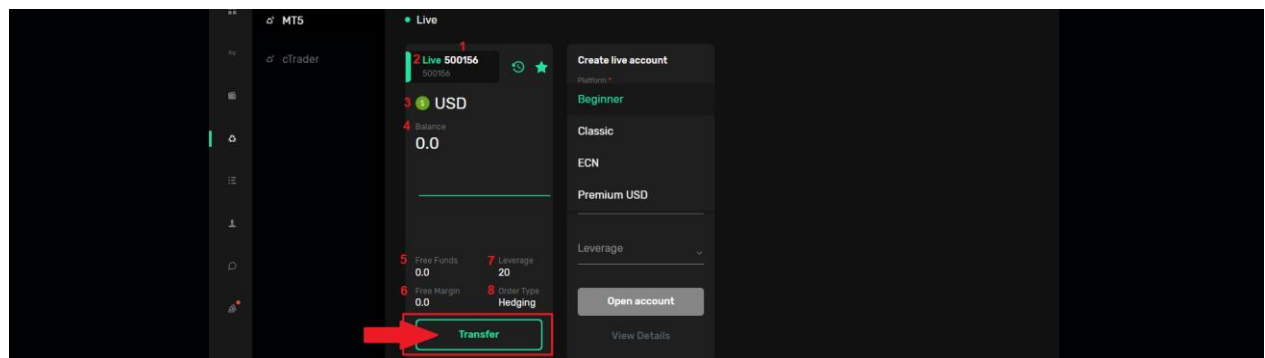 MT5
cTrader
Live
1
2 Live 500156
500156
3 $ USD
4 Balance
0.0
5 Free Funds
0.0
7 Leverage
20
6 Free Margin
0.0
8 Order Type
Hedging
Transfer
Create live account
Platform *
Beginner
Classic
ECN
Premium USD
Leverage
Open account
View Details